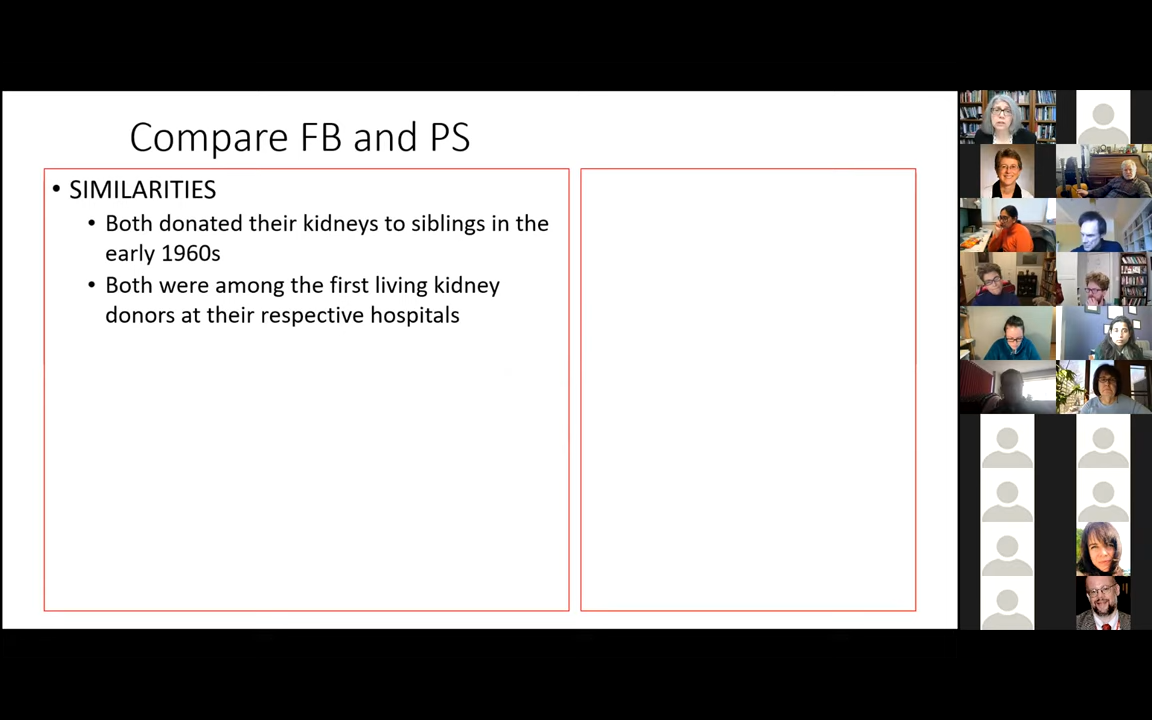 Compare FB and PS
• SIMILARITIES
• Both donated their kidneys to siblings in the
early 1960s
• Both were among the first living kidney
donors at their respective hospitals